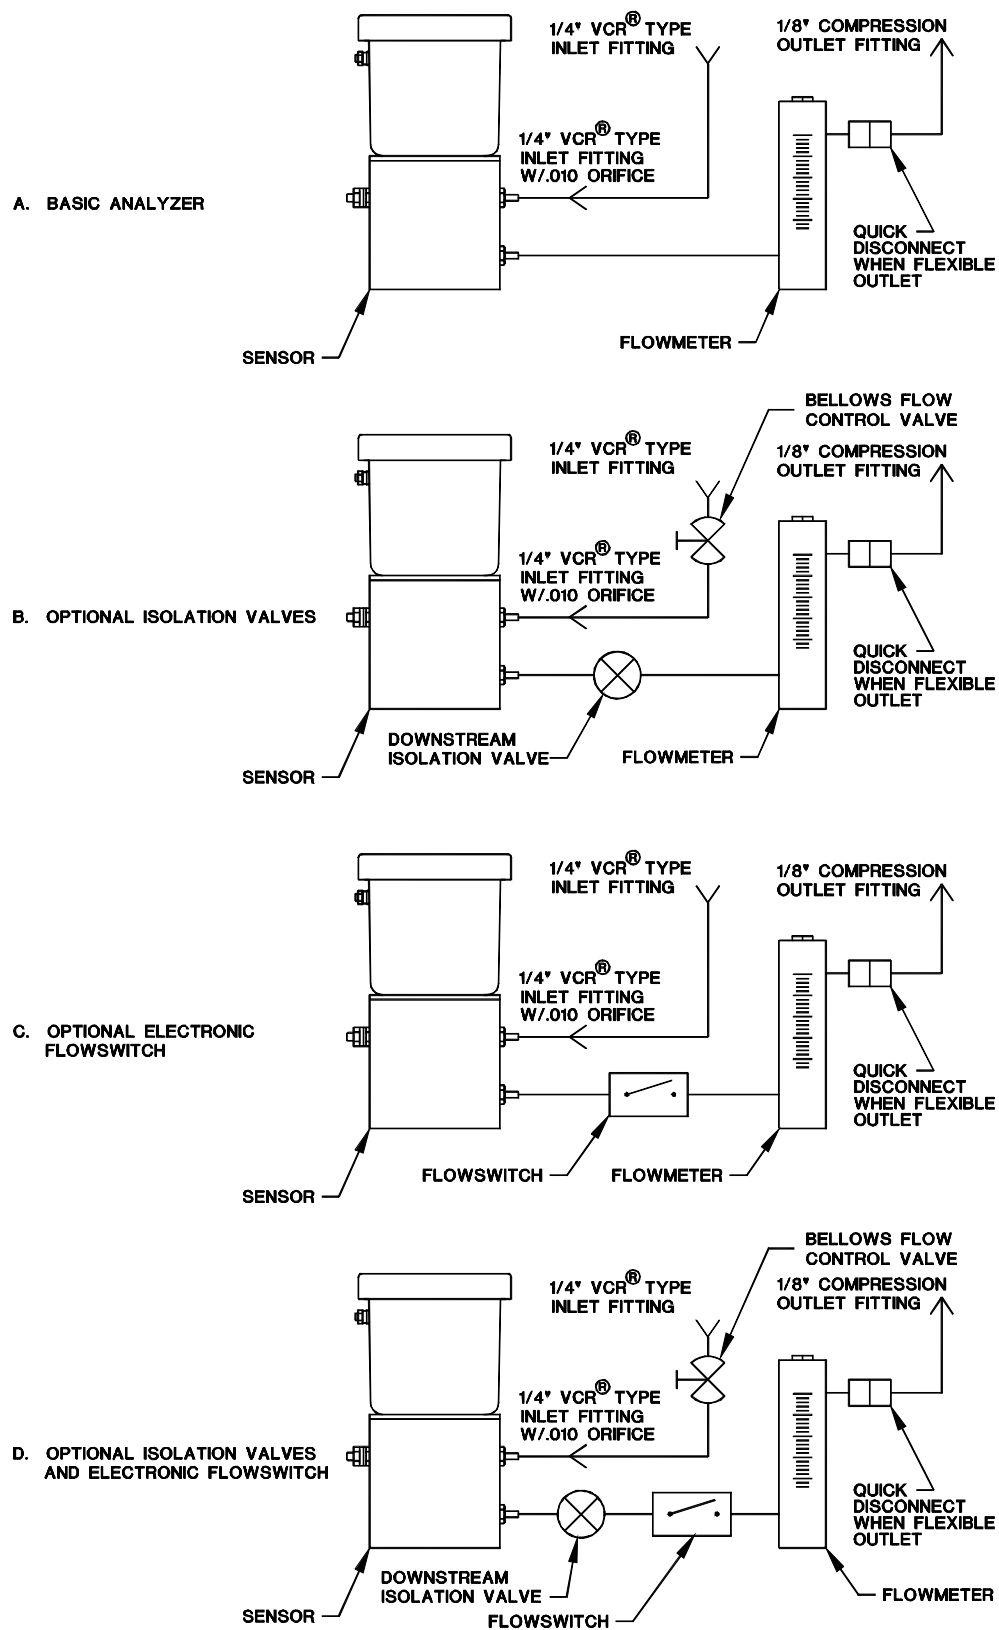 1/4" VCR® TYPE
INLET FITTING
1/8" COMPRESSION
OUTLET FITTING
1/4" VCR® TYPE
INLET FITTING
W/.010 ORIFICE
A. BASIC ANALYZER
QUICK
DISCONNECT
WHEN FLEXIBLE
OUTLET
FLOWMETER
SENSOR
BELLOWS FLOW
CONTROL VALVE
1/4" VCR® TYPE
INLET FITTING
1/8" COMPRESSION
OUTLET FITTING
1/4" VCR® TYPE
INLET FITTING
W/.010 ORIFICE
B. OPTIONAL ISOLATION VALVES
QUICK
DISCONNECT
WHEN FLEXIBLE
OUTLET
DOWNSTREAM
ISOLATION VALVE
FLOWMETER
SENSOR
1/4" VCR® TYPE
INLET FITTING
1/8" COMPRESSION
OUTLET FITTING
1/4" VCR® TYPE
INLET FITTING
W/.010 ORIFICE
C. OPTIONAL ELECTRONIC
FLOWSWITCH
QUICK
DISCONNECT
WHEN FLEXIBLE
OUTLET
FLOWSWITCH
FLOWMETER
SENSOR
BELLOWS FLOW
CONTROL VALVE
1/4" VCR® TYPE
INLET FITTING
1/8" COMPRESSION
OUTLET FITTING
1/4" VCR® TYPE
INLET FITTING
W/.010 ORIFICE
D. OPTIONAL ISOLATION VALVES
AND ELECTRONIC FLOWSWITCH
QUICK
DISCONNECT
WHEN FLEXIBLE
OUTLET
DOWNSTREAM
ISOLATION VALVE
FLOWMETER
SENSOR
FLOWSWITCH